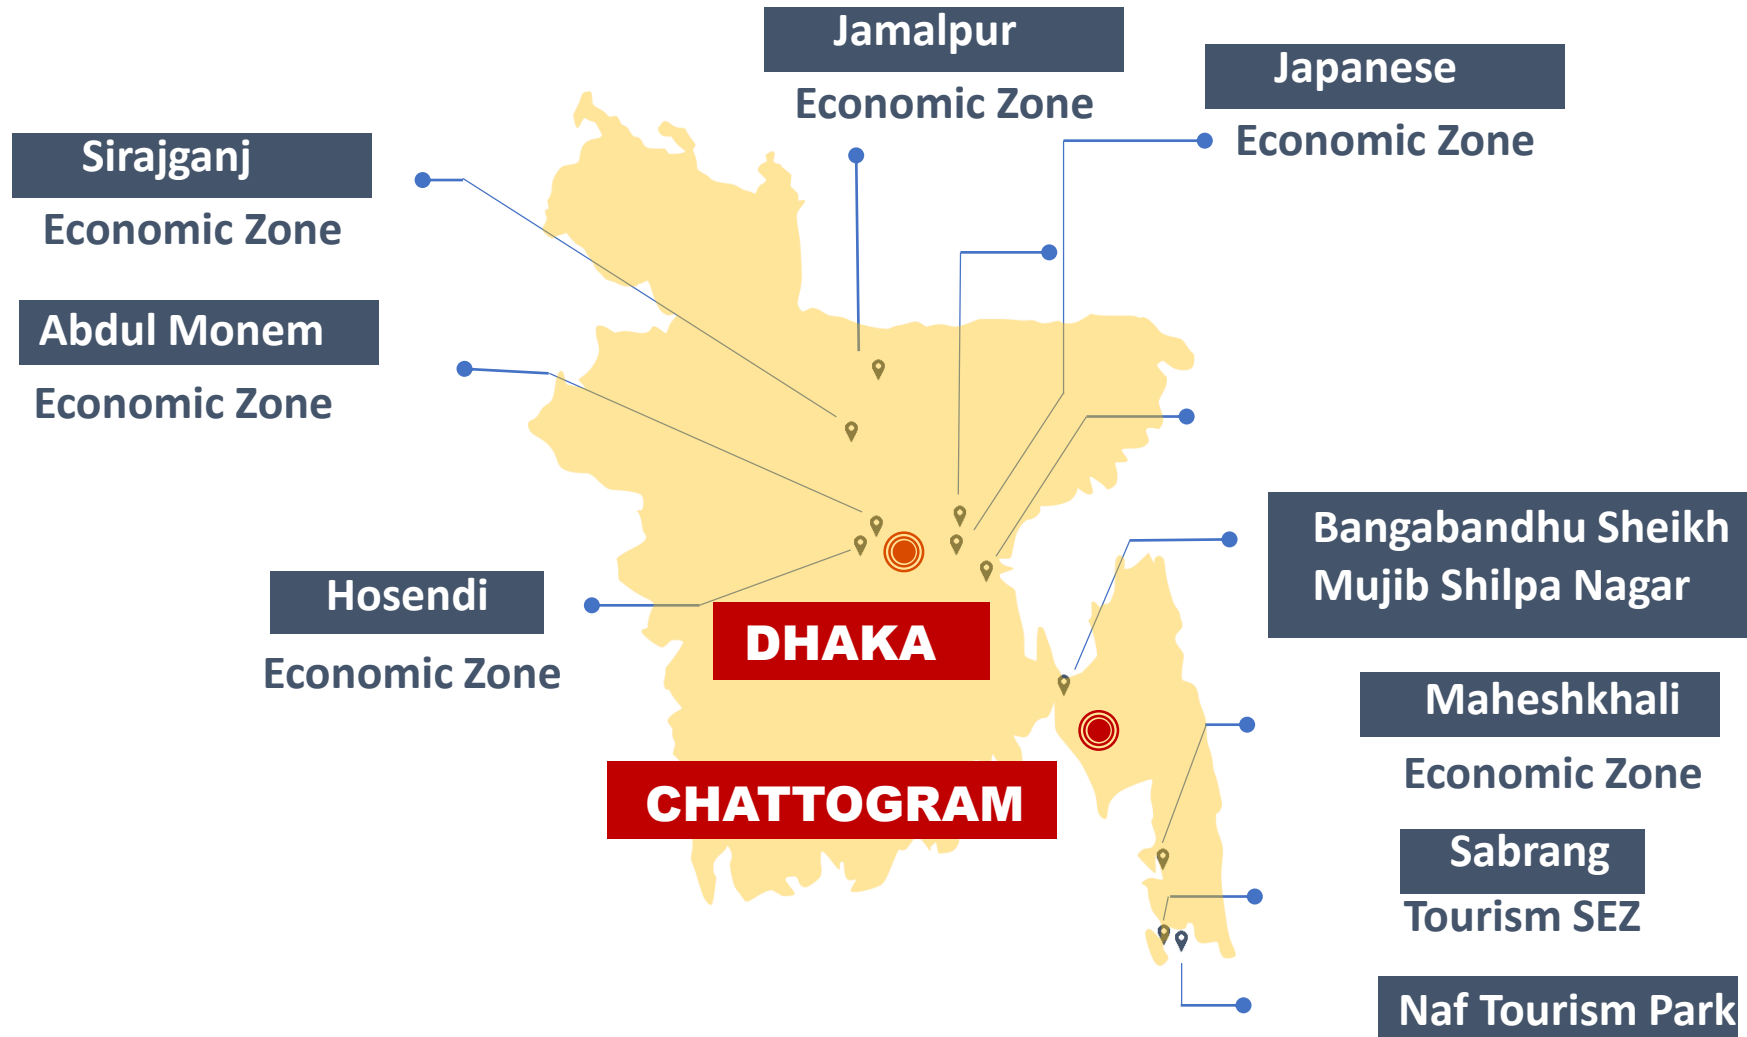 Jamalpur
Economic Zone
Japanese
Economic Zone
Sirajganj
Economic Zone
Abdul Monem
Economic Zone
Bangabandhu Sheikh
Mujib Shilpa Nagar
Hosendi
Economic Zone
DHAKA
Maheshkhali
Economic Zone
CHATTOGRAM
Sabrang
Tourism SEZ
Naf Tourism Park